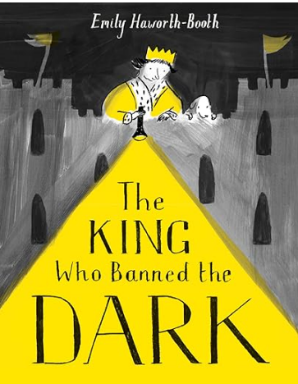 Emily Haworth-Booth
The
KING
Who Banned the
DARK